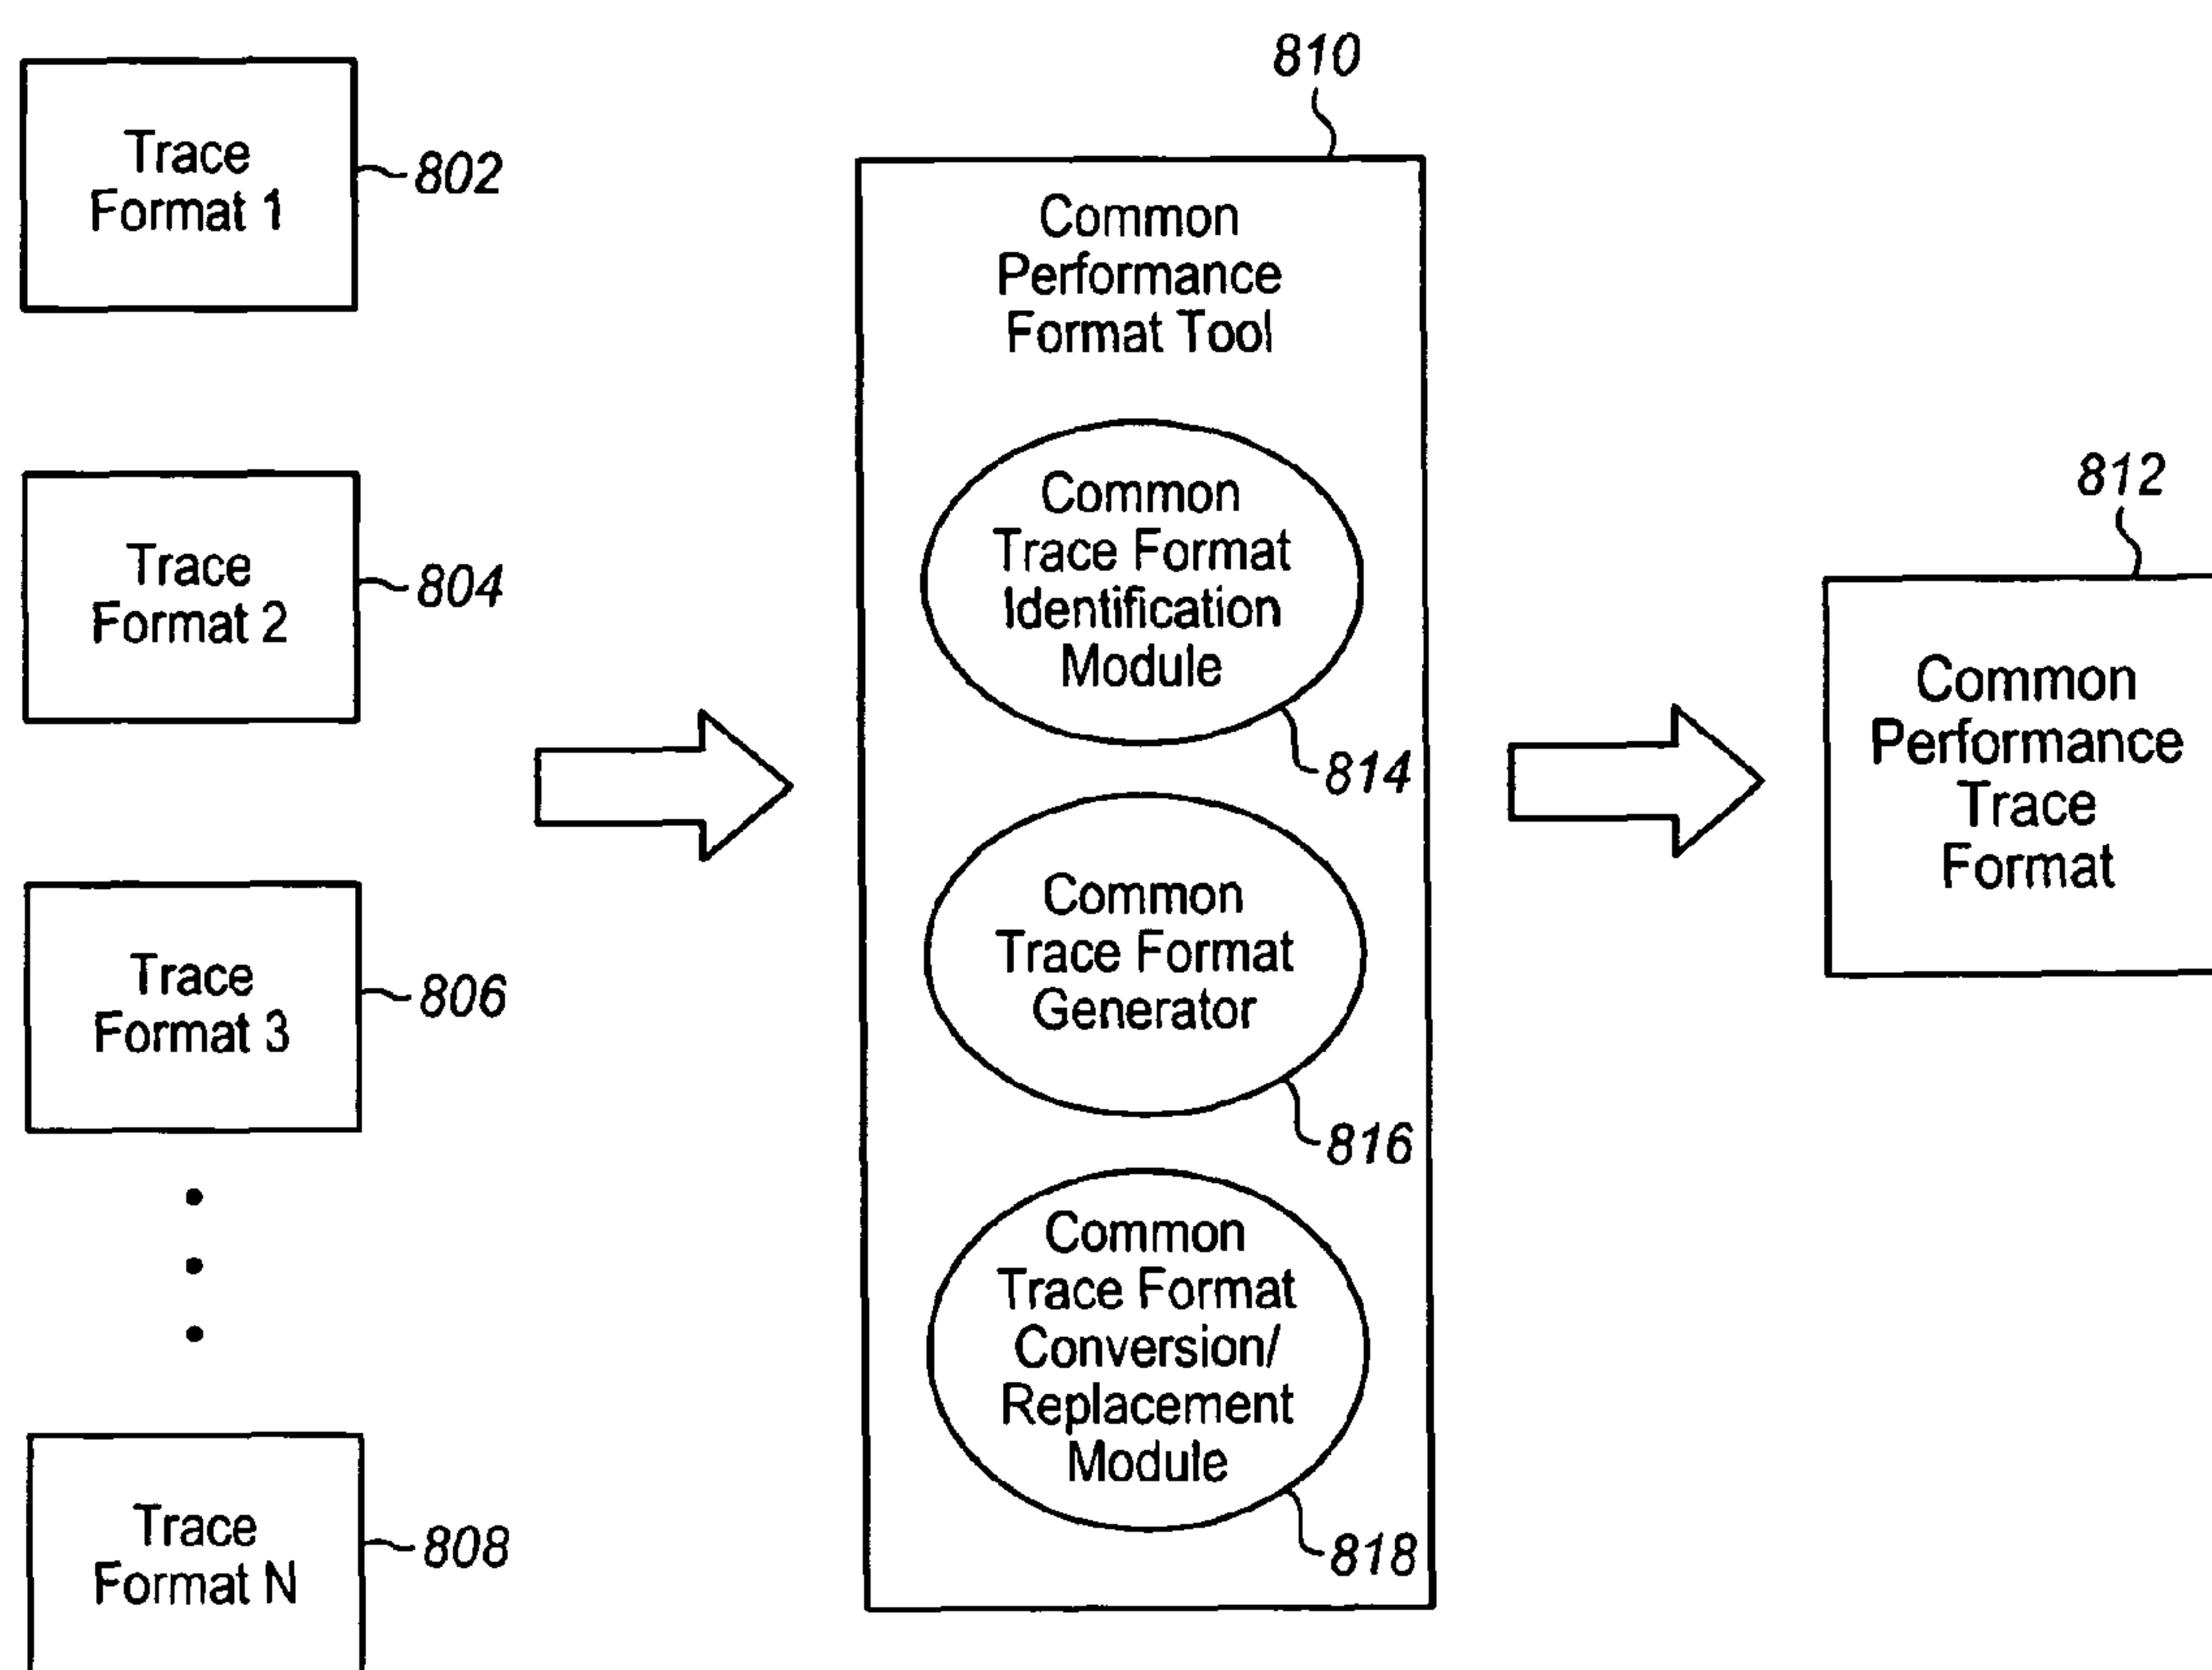 Trace
Format 1
802
Trace
Format 2
804
Trace
Format 3
806
Trace
Format N
808
810
Common
Performance
Format Tool
Common
Trace Format
Identification
Module
814
Common
Trace Format
Generator
816
Common
Trace Format
Conversion/
Replacement
Module
818
812
Common
Performance
Trace
Format